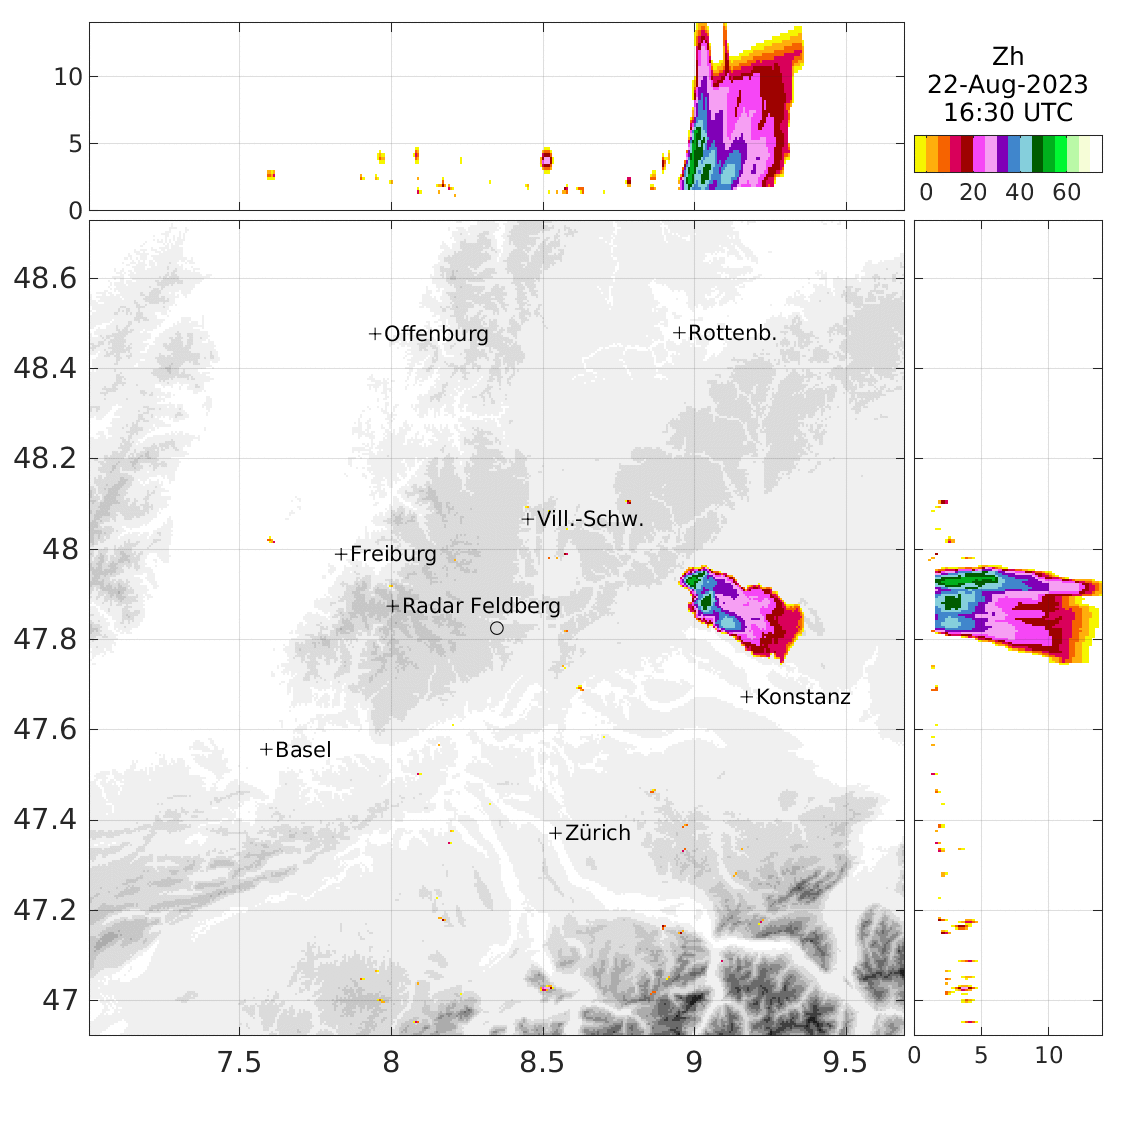 10
5
0
Zh
22-Aug-2023
16:30 UTC
0 20 40 60
48.6
48.4
48.2
48
47.8
47.6
47.4
47.2
47
Offenburg
Rottenb.
Vill.-Schw.
Freiburg
Radar Feldberg
Konstanz
Basel
Zürich
7.5 8 8.5 9 9.5
0 5 10